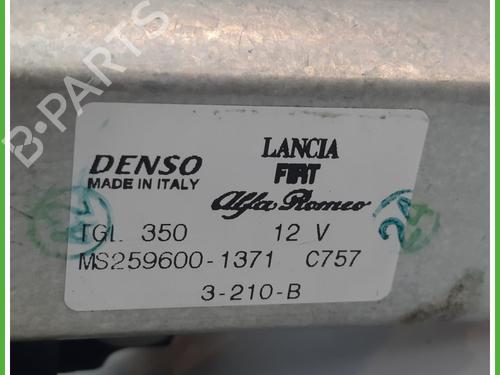 B-Parts
LANCIA
DENSO
FIAT
MADE IN ITALY
Alfa Romeo
TGL 350 12 V
MS259600-1371 C757
3-210-B